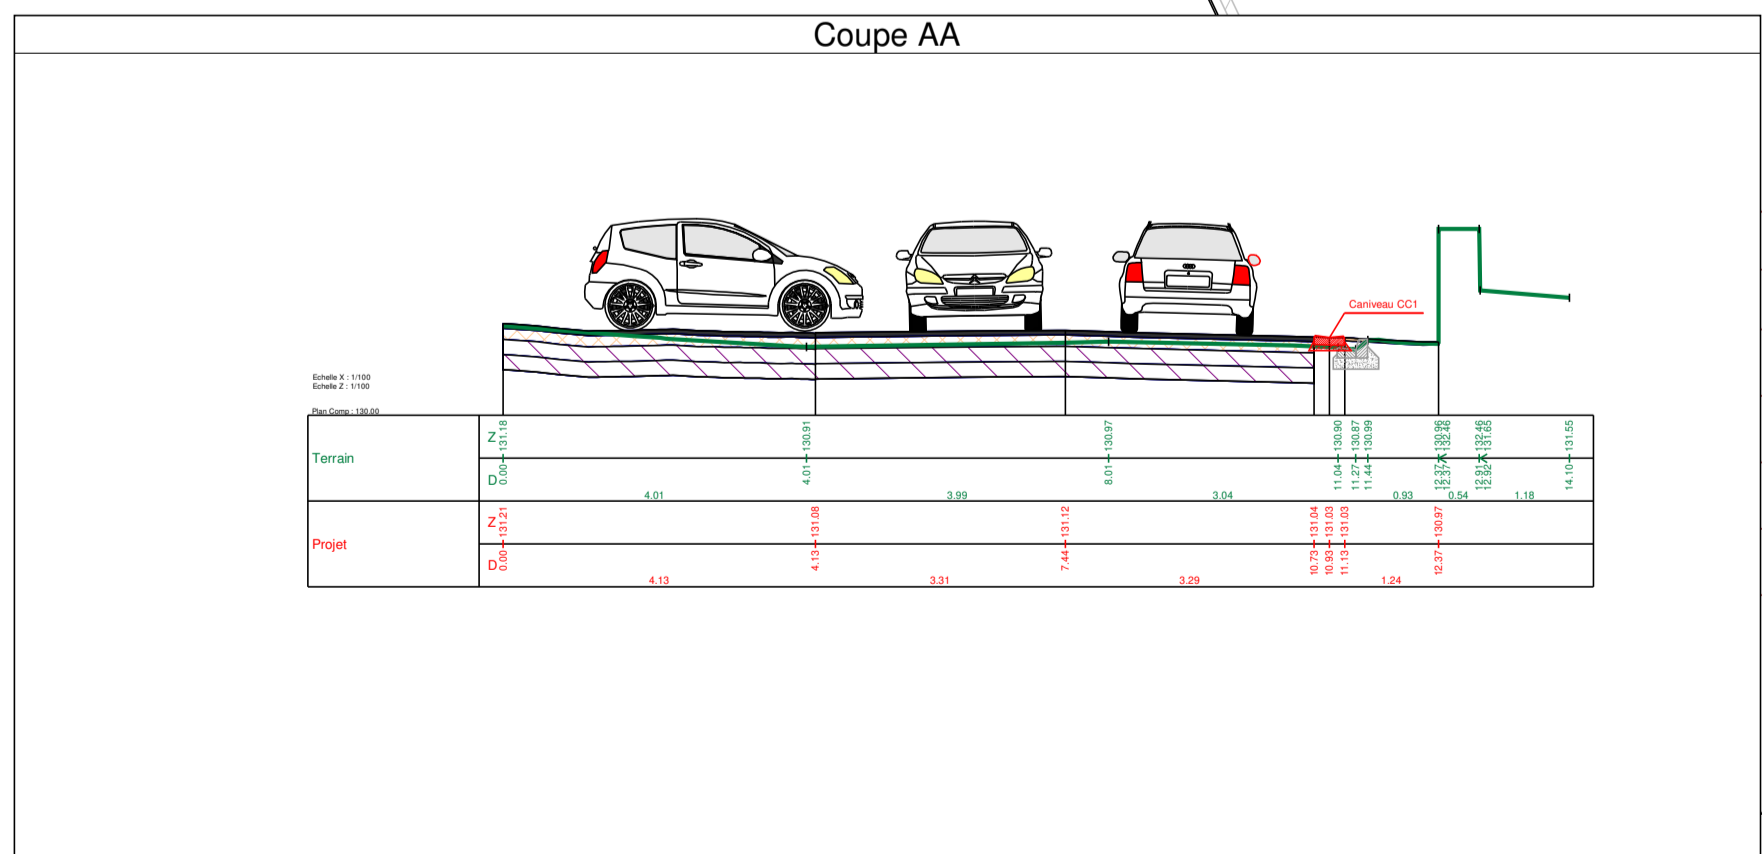 Coupe AA
Caniveau CC1
Echelle X : 1/100
Echelle Z : 1/100
Plan Comp : 130.00
Terrain
Z 131.18 130.91 130.97 130.90 130.87 130.99 130.96 132.46 132.46 131.65 131.55
D 0.00 4.01 8.01 11.04 11.27 11.44 12.37 12.37 12.91 12.92 14.10
4.01 3.99 3.04 0.93 0.54 1.18
Projet
Z 131.21 131.08 131.12 131.04 131.03 131.03 130.97
D 0.00 4.13 7.44 10.73 10.93 11.13 12.37
4.13 3.31 3.29 1.24